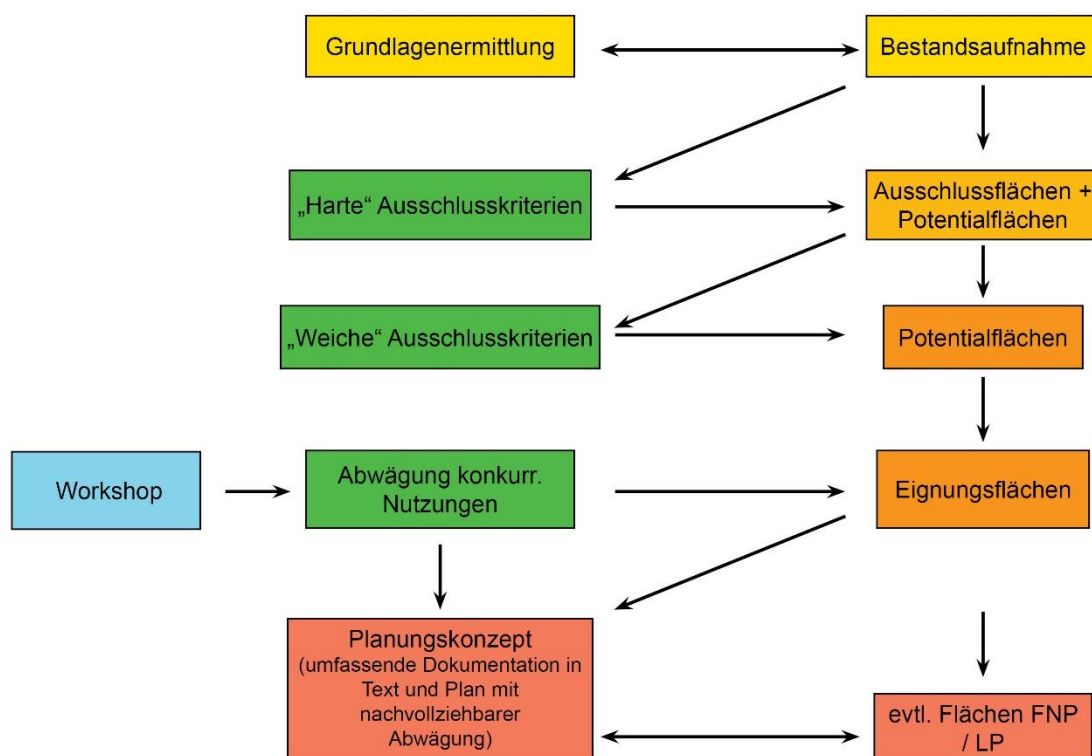 Grundlagenermittlung
Bestandsaufnahme
„Harte“ Ausschlusskriterien
Ausschlussflächen +
Potentialflächen
„Weiche“ Ausschlusskriterien
Potentialflächen
Workshop
Abwägung konkurr.
Nutzungen
Eignungsflächen
Planungskonzept
(umfassende Dokumentation in
Text und Plan mit
nachvollziehbarer
Abwägung)
evtl. Flächen FNP
/ LP